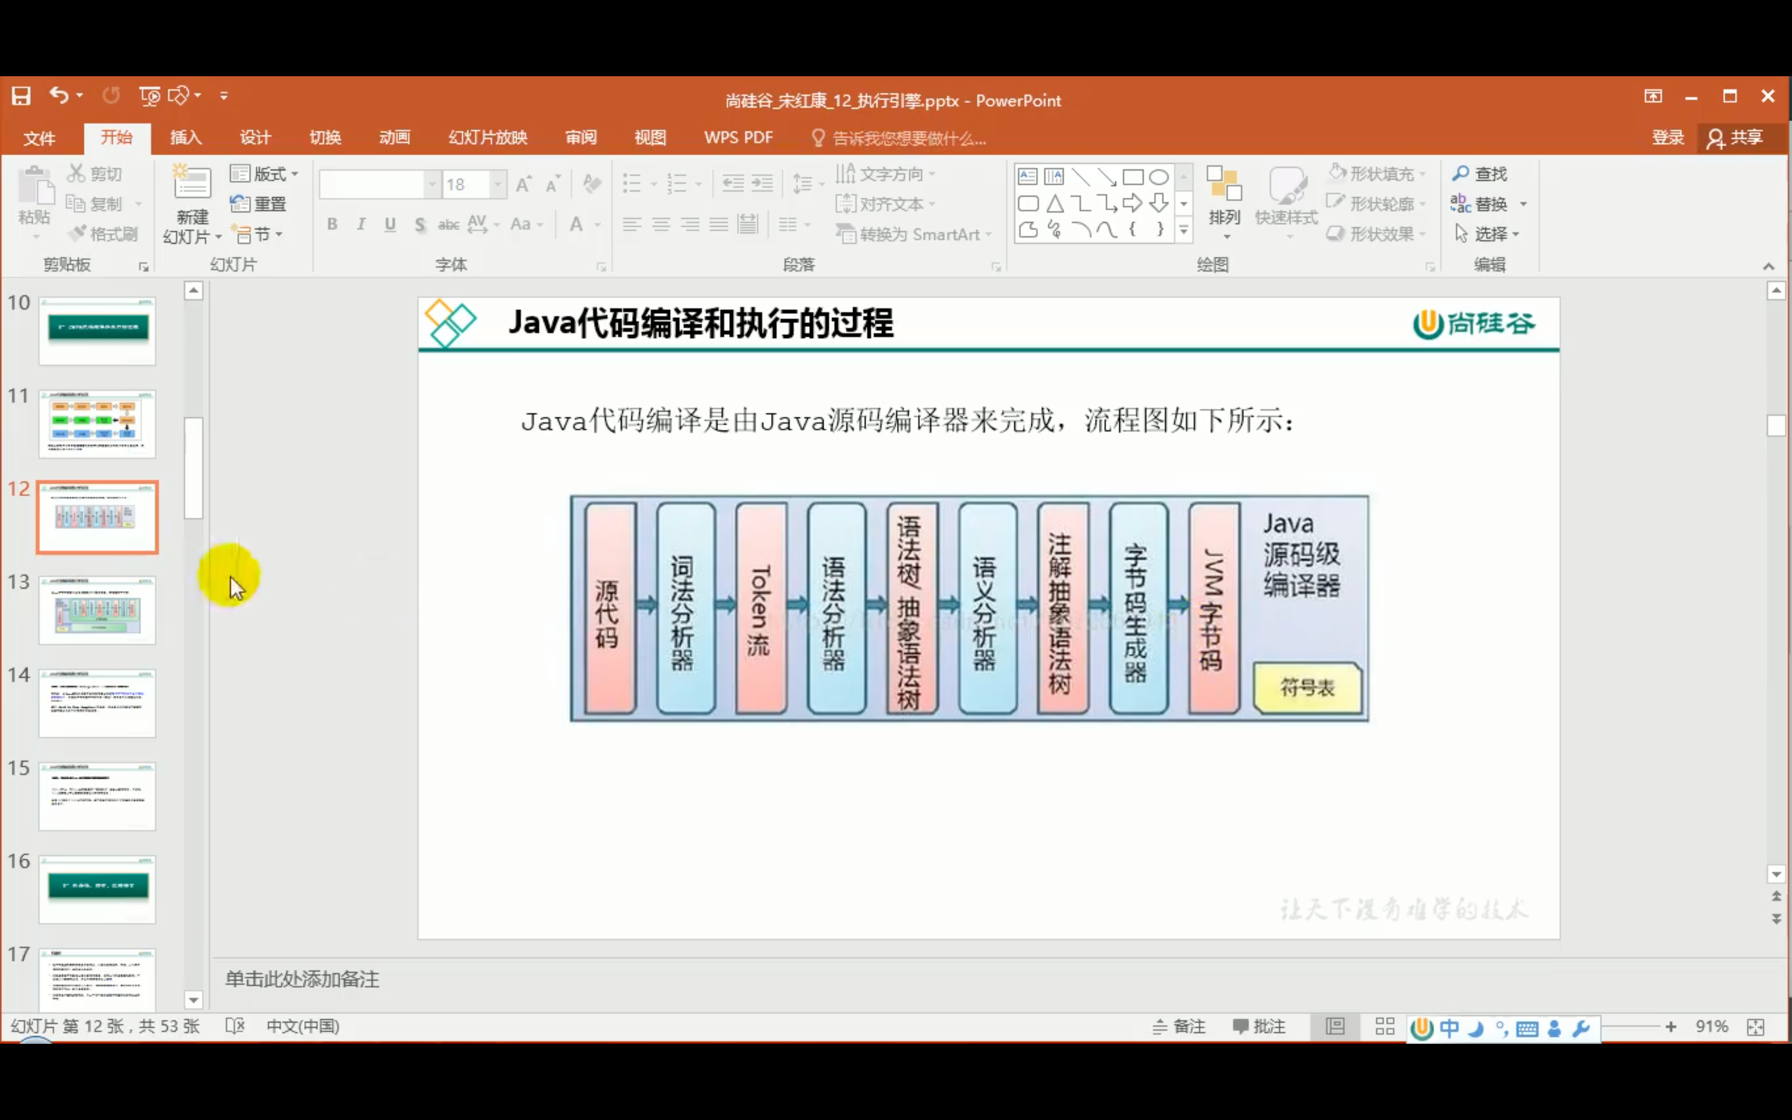 尚硅谷_宋红康_12_执行引擎.pptx - PowerPoint
文件 开始 插入 设计 切换 动画 幻灯片放映 审阅 视图 WPS PDF 告诉我您想要做什么... 登录 共享
粘贴 剪切 复制 格式刷 剪贴板
新建 幻灯片 版式 重置 节 幻灯片
18 B I U S abc AV Aa A 字体
文字方向 对齐文本 转换为 SmartArt 段落
排列 快速样式 形状填充 形状轮廓 形状效果 绘图
查找 替换 选择 编辑
10
11
12
13
14
15
16
17
Java代码编译和执行的过程
尚硅谷
Java代码编译是由Java源码编译器来完成，流程图如下所示：
源代码
词法分析器
Token流
语法分析器
语法树/抽象语法树
语义分析器
注解抽象语法树
字节码生成器
JVM字节码
Java
源码级
编译器
符号表
让天下没有难学的技术
单击此处添加备注
幻灯片 第 12 张，共 53 张 中文(中国) 备注 批注 中 91%